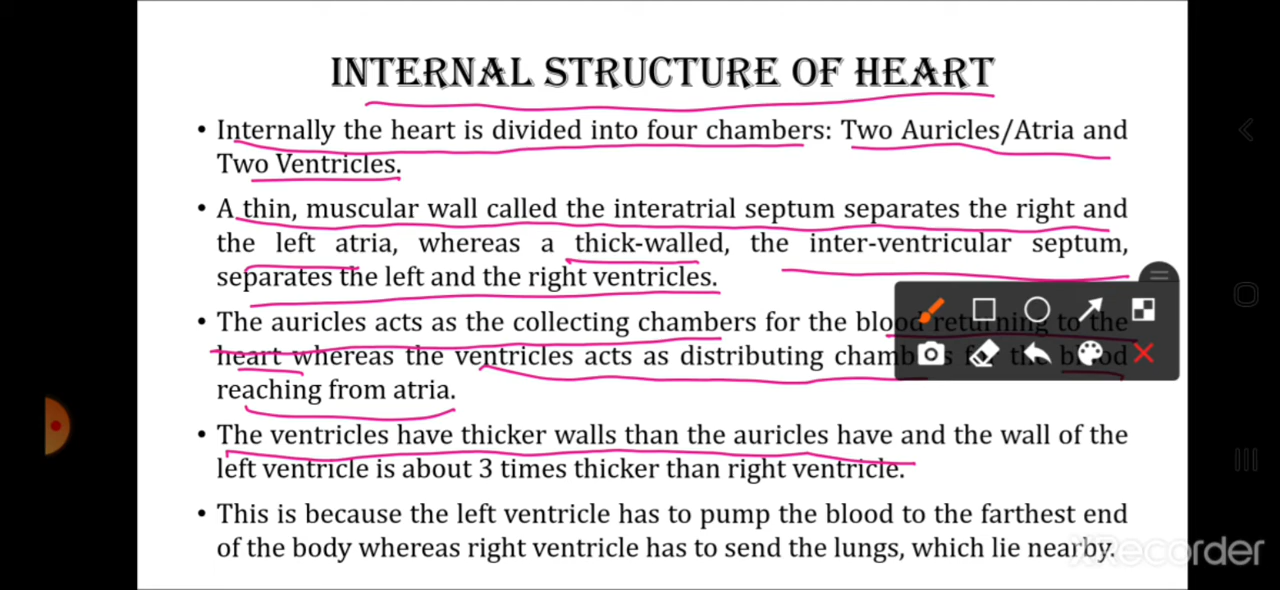 INTERNAL STRUCTURE OF HEART
• Internally the heart is divided into four chambers: Two Auricles/Atria and
Two Ventricles.
• A thin, muscular wall called the interatrial septum separates the right and
the left atria, whereas a thick-walled, the inter-ventricular septum,
separates the left and the right ventricles.
• The auricles acts as the collecting chambers for the blood returning to the
heart whereas the ventricles acts as distributing chambers for the blood
reaching from atria.
• The ventricles have thicker walls than the auricles have and the wall of the
left ventricle is about 3 times thicker than right ventricle.
• This is because the left ventricle has to pump the blood to the farthest end
of the body whereas right ventricle has to send the lungs, which lie nearby.
XRecorder